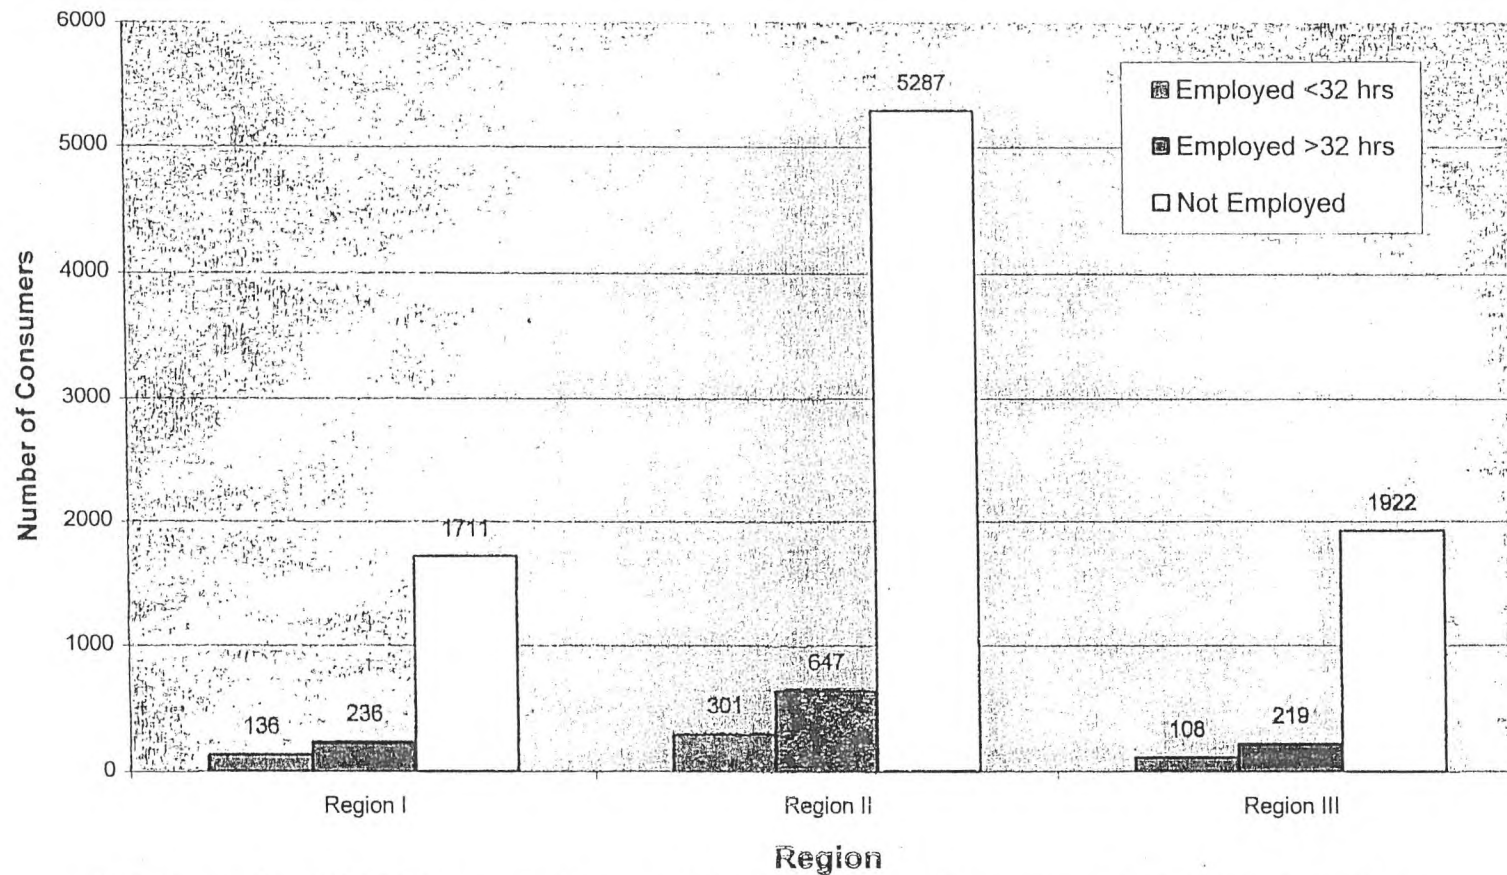 6000
5000
4000
3000
2000
1000
0
Number of Consumers
5287
1711
1922
136
236
301
647
108
219
Employed <32 hrs
Employed >32 hrs
Not Employed
Region I
Region II
Region III
Region